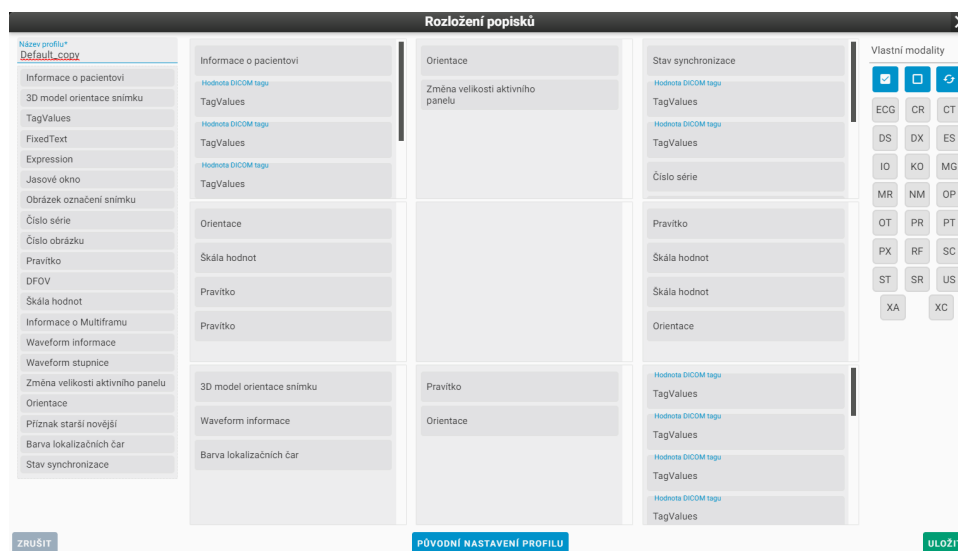 Rozložení popisků
Název profilu*
Default_copy
Informace o pacientovi
3D model orientace snímku
TagValues
FixedText
Expression
Jasové okno
Obrázek označení snímku
Číslo série
Číslo obrázku
Pravítko
DFOV
Škála hodnot
Informace o Multiframu
Waveform informace
Waveform stupnice
Změna velikosti aktivního panelu
Orientace
Příznak starší novější
Barva lokalizačních čar
Stav synchronizace
Informace o pacientovi
Hodnota DICOM tagu
TagValues
Hodnota DICOM tagu
TagValues
Hodnota DICOM tagu
TagValues
Orientace
Změna velikosti aktivního
panelu
Stav synchronizace
Hodnota DICOM tagu
TagValues
Hodnota DICOM tagu
TagValues
Číslo série
Orientace
Škála hodnot
Pravítko
Pravítko
Pravítko
Škála hodnot
Škála hodnot
Orientace
3D model orientace snímku
Waveform informace
Barva lokalizačních čar
Pravítko
Orientace
Hodnota DICOM tagu
TagValues
Hodnota DICOM tagu
TagValues
Hodnota DICOM tagu
TagValues
Hodnota DICOM tagu
TagValues
Vlastní modality
ECG CR CT
DS DX ES
IO KO MG
MR NM OP
OT PR PT
PX RF SC
ST SR US
XA XC
ZRUŠIT
PŮVODNÍ NASTAVENÍ PROFILU
ULOŽIT